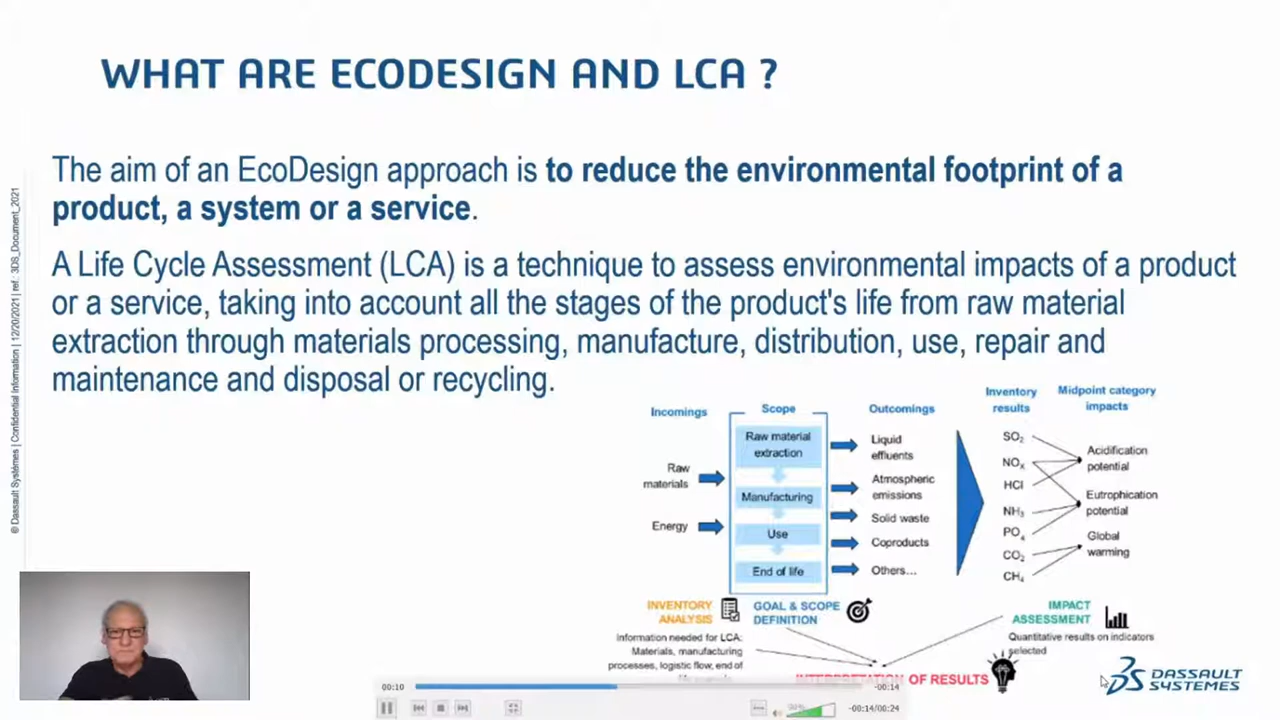 WHAT ARE ECODESIGN AND LCA ?
The aim of an EcoDesign approach is to reduce the environmental footprint of a
product, a system or a service.
A Life Cycle Assessment (LCA) is a technique to assess environmental impacts of a product
or a service, taking into account all the stages of the product's life from raw material
extraction through materials processing, manufacture, distribution, use, repair and
maintenance and disposal or recycling.
© Dassault Systèmes | Confidential Information | 12/20/2021 | ref.: 3DS_Document_2021
Incomings
Raw
materials
Energy
Scope
Raw material
extraction
Manufacturing
Use
End of life
Outcomings
Liquid
effluents
Atmospheric
emissions
Solid waste
Coproducts
Others...
Inventory
results
SO₂
NOₓ
HCl
NH₃
PO₄
CO₂
CH₄
Midpoint category
impacts
Acidification
potential
Eutrophication
potential
Global
warming
INVENTORY
ANALYSIS
Information needed for LCA:
Materials, manufacturing
processes, logistic flow, end of
GOAL & SCOPE
DEFINITION
IMPACT
ASSESSMENT
Quantitative results on indicators
selected
INTERPRETATION OF RESULTS
DASSAULT
SYSTEMES
00:10
-00:14
-00:14/00:24